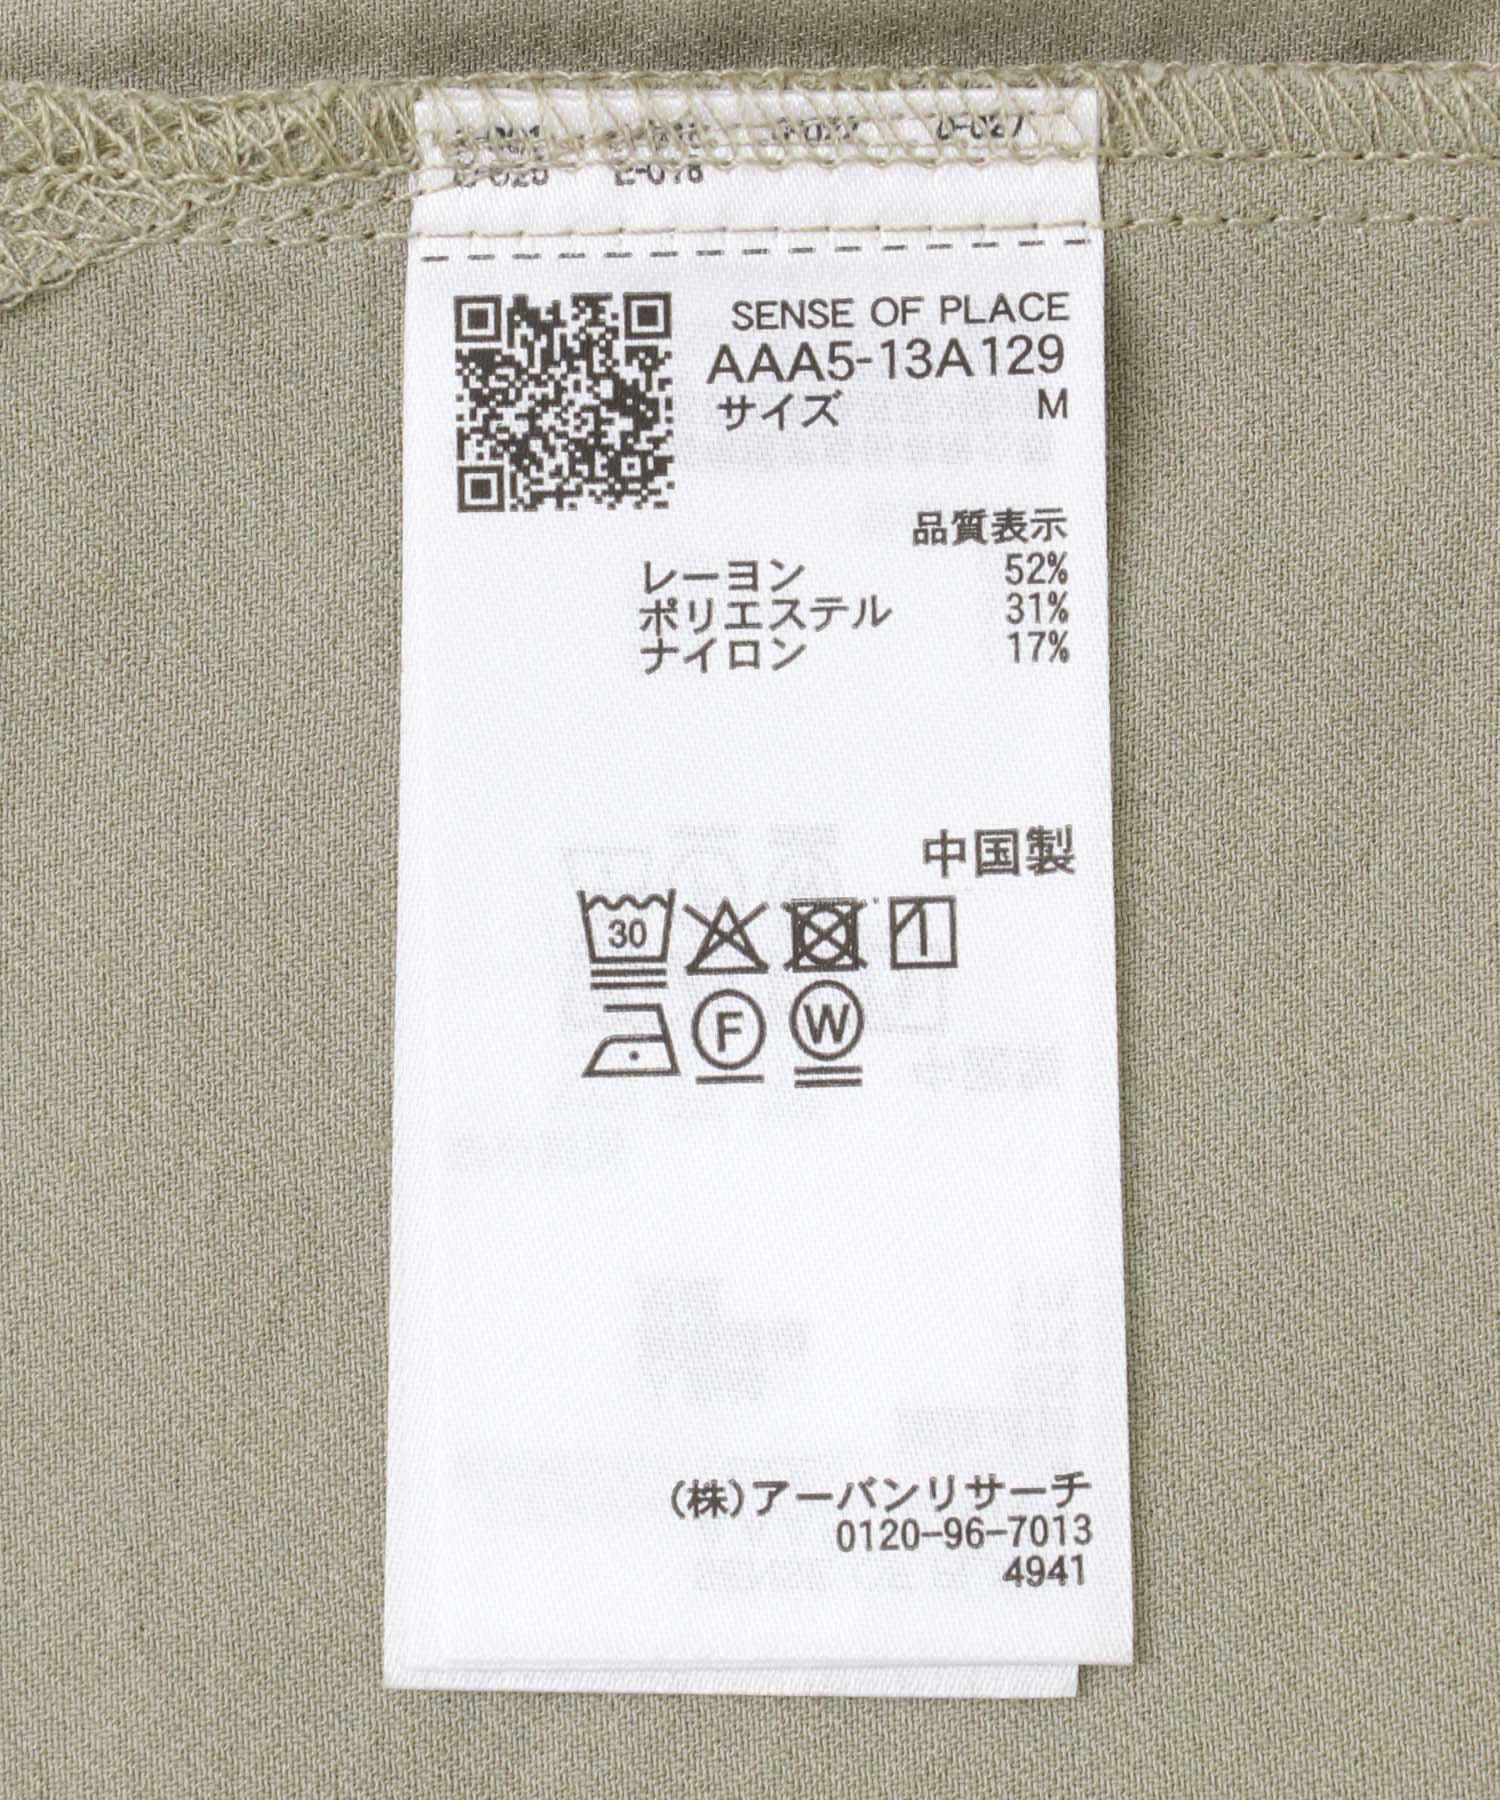 D-027
SENSE OF PLACE
AAA5-13A129
サイズ M
品質表示
レーヨン 52%
ポリエステル 31%
ナイロン 17%
中国製
30
F W
(株)アーバンリサーチ
0120-96-7013
4941